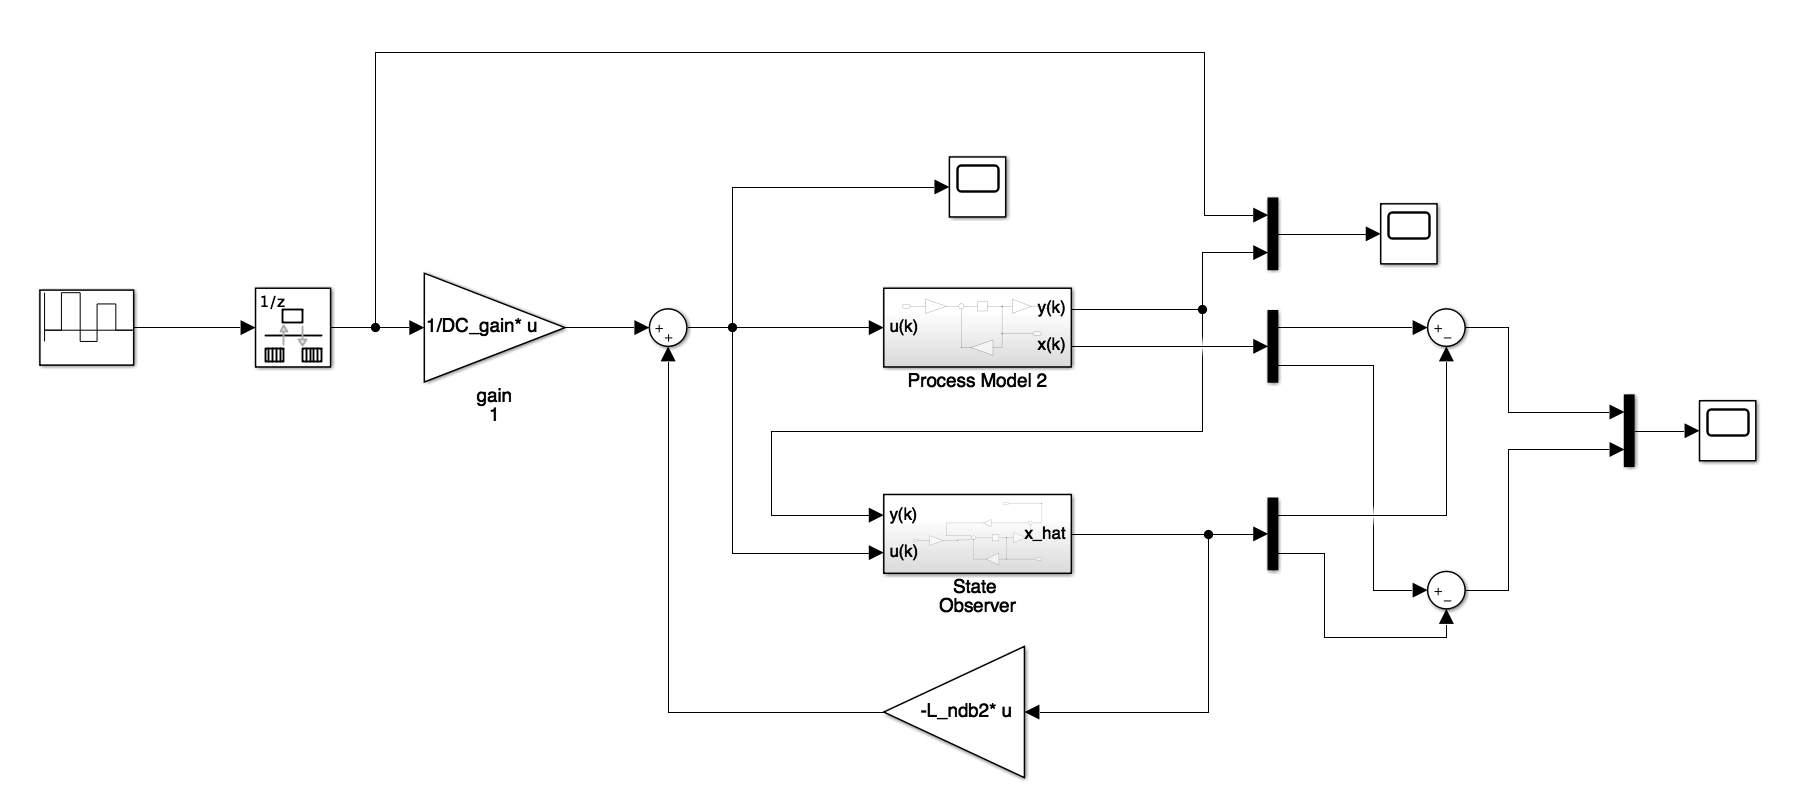 1/z
1/DC_gain* u
gain
1
+
+
u(k)
y(k)
x(k)
Process Model 2
+
−
y(k)
u(k)
x_hat
State
Observer
+
−
-L_ndb2* u